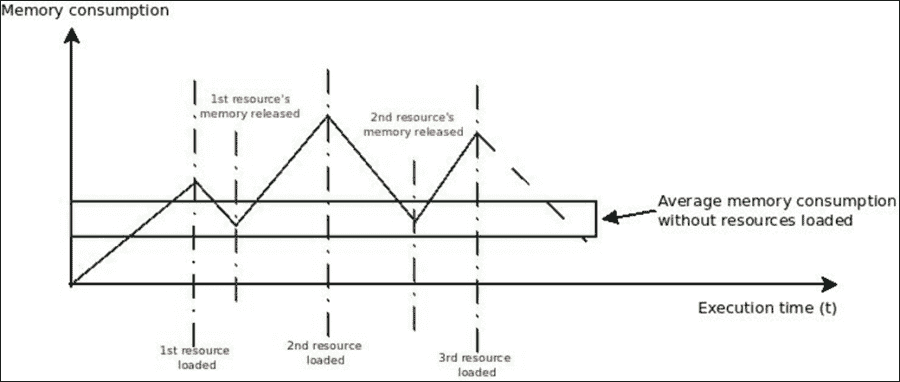 Memory consumption
1st resource's
memory released
2nd resource's
memory released
Average memory consumption
without resources loaded
Execution time (t)
1st resource
loaded
2nd resource
loaded
3rd resource
loaded